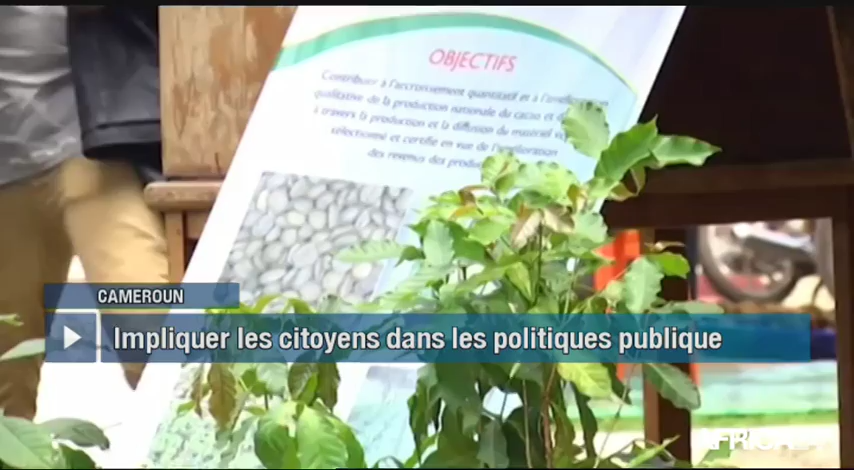 OBJECTIFS
Contribuer à l'accroissement quantitatif et à l'amélioration
qualitative de la production nationale du cacao et
à travers la production et la diffusion du matériel
sélectionné et certifié en vue de l'amélioration
des revenus des
CAMEROUN
Impliquer les citoyens dans les politiques publique